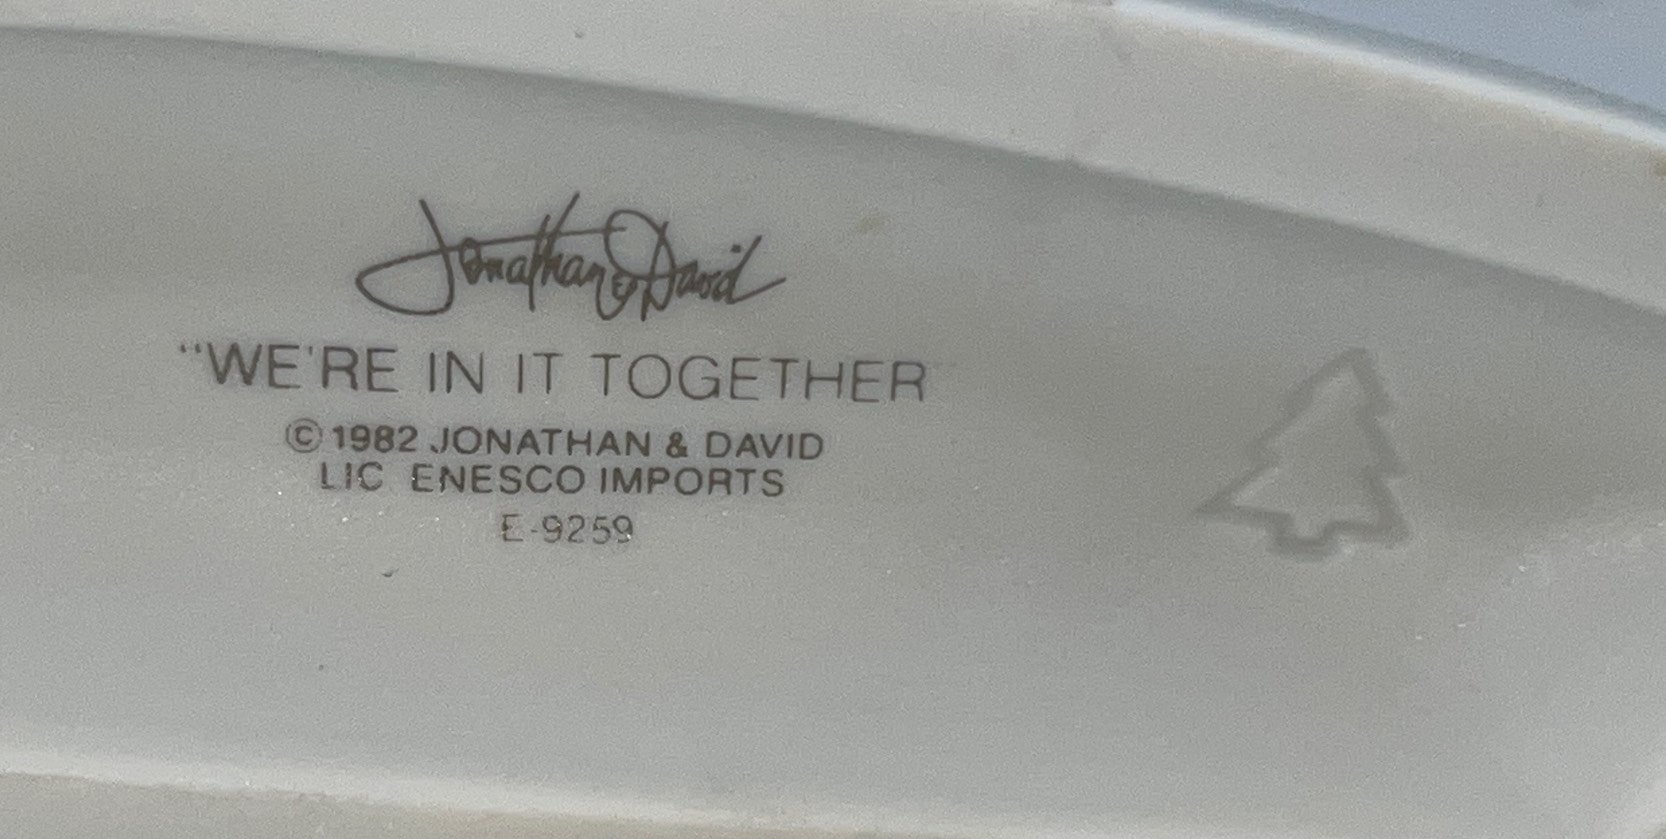 Jonathan & David
"WE'RE IN IT TOGETHER"
© 1982 JONATHAN & DAVID
LIC ENESCO IMPORTS
E-9259